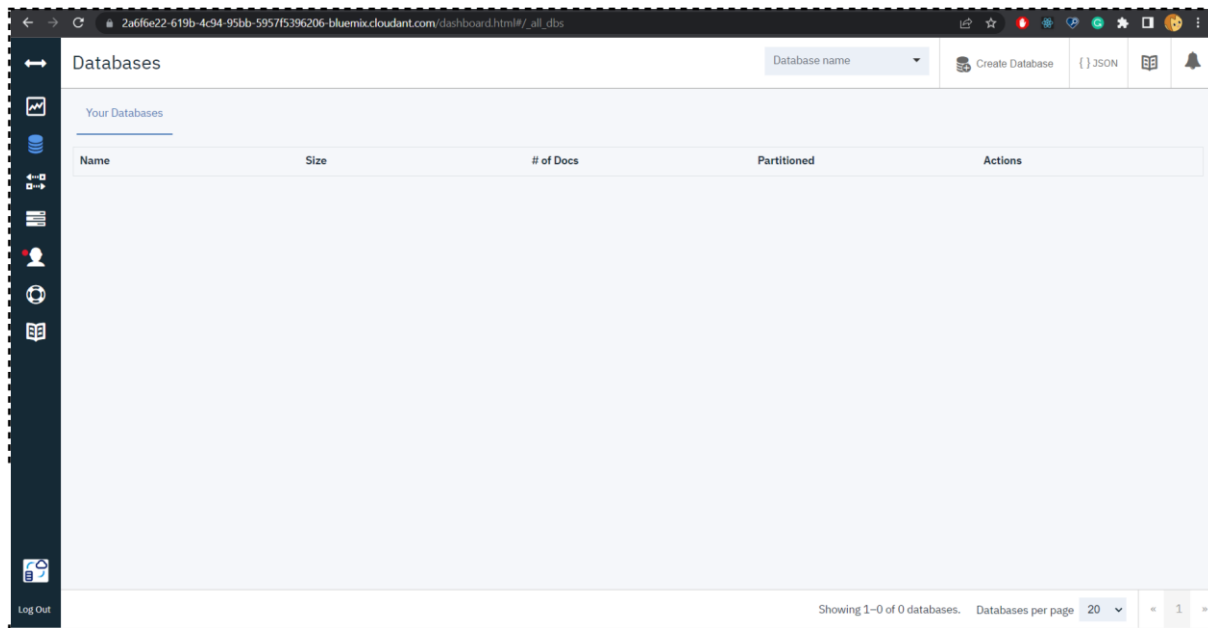 2a6f6e22-619b-4c94-95bb-5957f5396206-bluemix.cloudant.com/dashboard.html#/_all_dbs
Databases
Database name
Create Database
{ } JSON
Your Databases
Name Size # of Docs Partitioned Actions
Log Out
Showing 1–0 of 0 databases. Databases per page 20 « 1 »